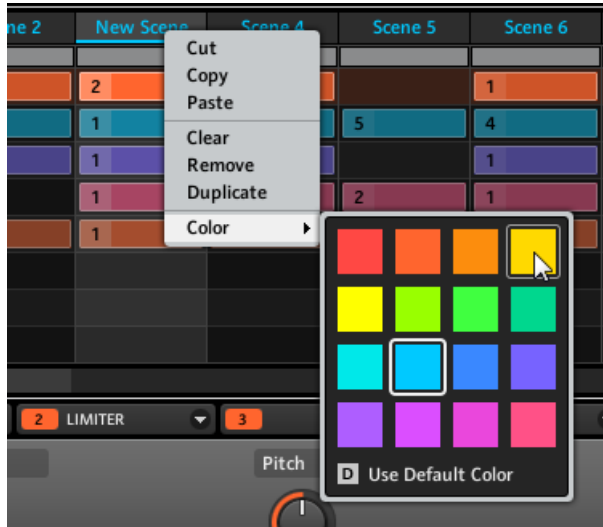 ne 2 New Scene Scene 4 Scene 5 Scene 6
Cut
Copy
Paste
Clear
Remove
Duplicate
Color
2 1
1 5 4
1 1
1 2 1
1
D Use Default Color
2 LIMITER 3
Pitch